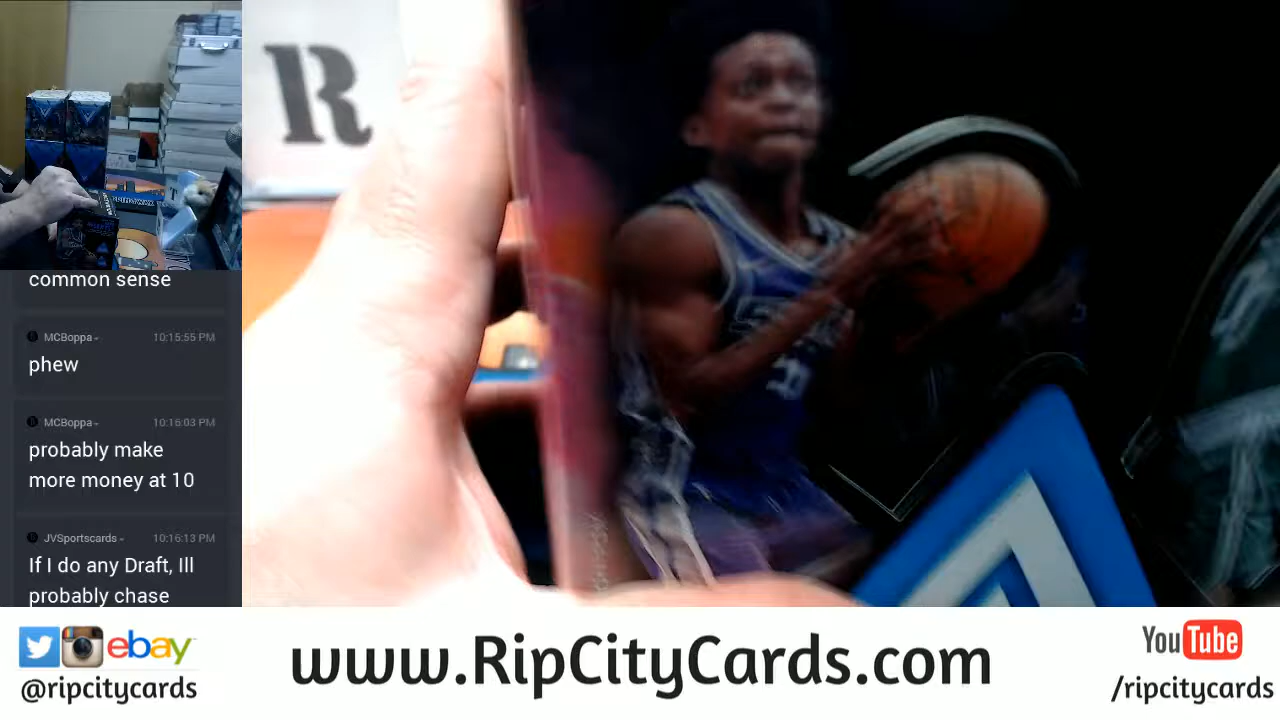 R
common sense
MCBoppa 10:15:55 PM
phew
MCBoppa 10:16:03 PM
probably make
more money at 10
JVSportscards 10:16:13 PM
If I do any Draft, Ill
probably chase
ebay
@ripcitycards
www.RipCityCards.com
YouTube
/ripcitycards